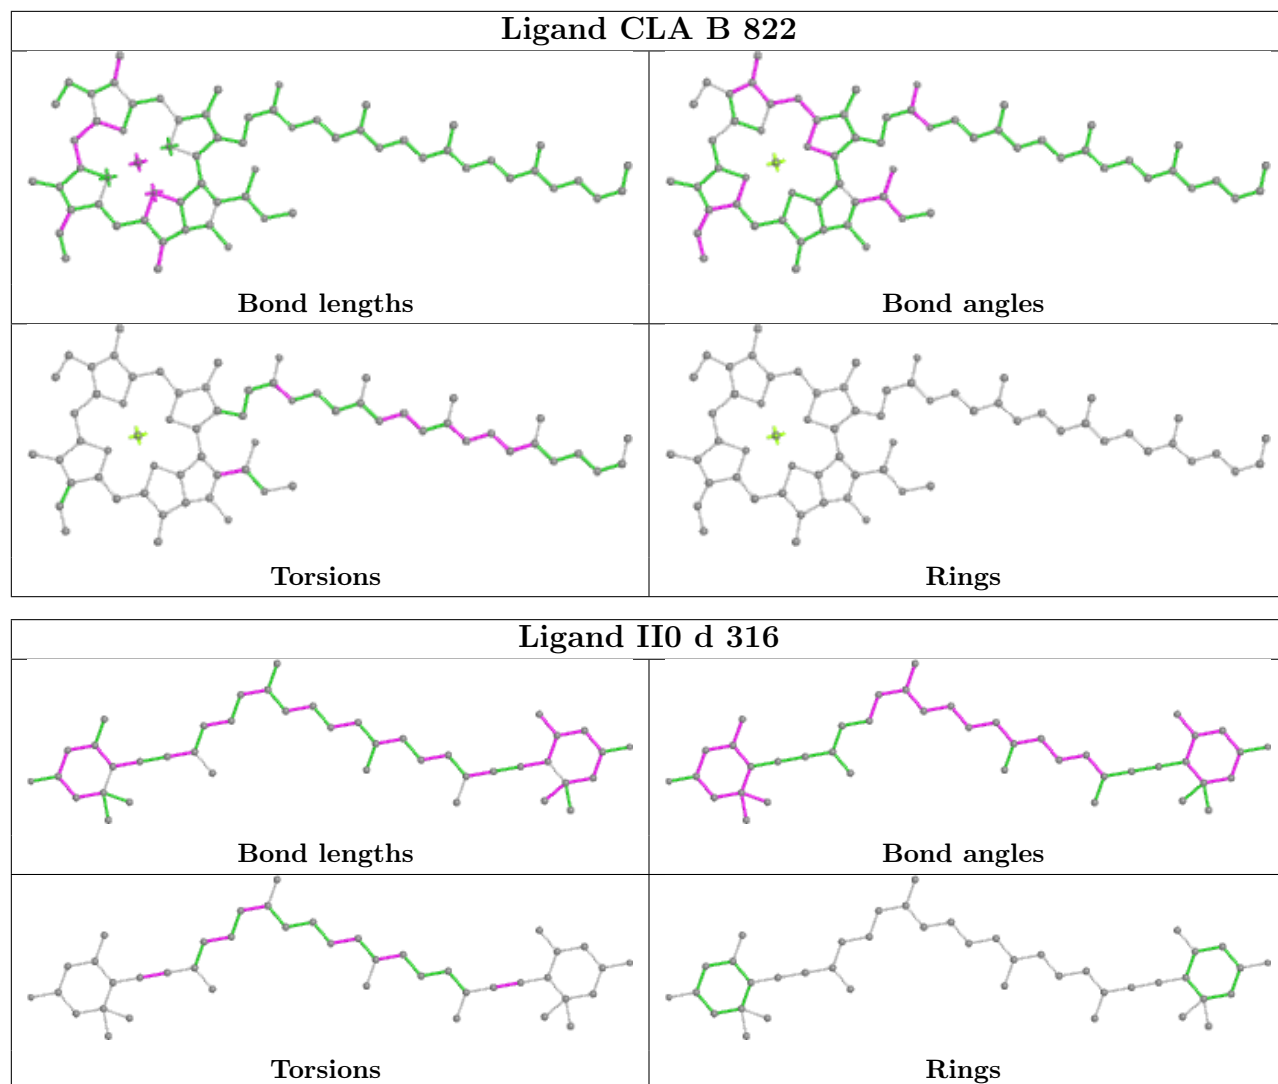 Ligand CLA B 822
Bond lengths
Bond angles
Torsions
Rings
Ligand II0 d 316
Bond lengths
Bond angles
Torsions
Rings